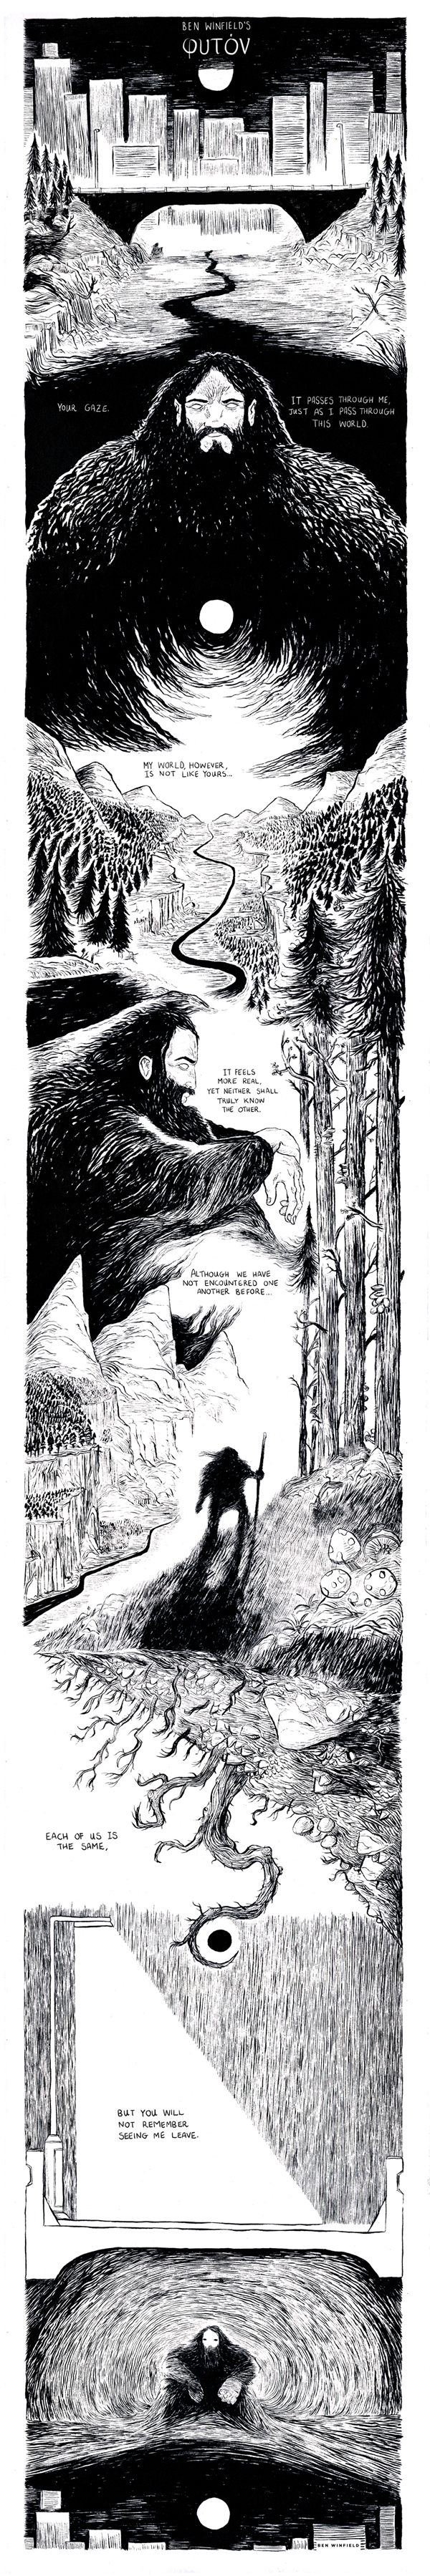 BEN WINFIELD'S
φυτόν
YOUR GAZE.
IT PASSES THROUGH ME,
JUST AS I PASS THROUGH
THIS WORLD.
MY WORLD, HOWEVER,
IS NOT LIKE YOURS...
IT FEELS
MORE REAL,
YET NEITHER SHALL
TRULY KNOW
THE OTHER.
ALTHOUGH WE HAVE
NOT ENCOUNTERED ONE
ANOTHER BEFORE...
EACH OF US IS
THE SAME,
BUT YOU WILL
NOT REMEMBER
SEEING ME LEAVE.
BEN WINFIELD